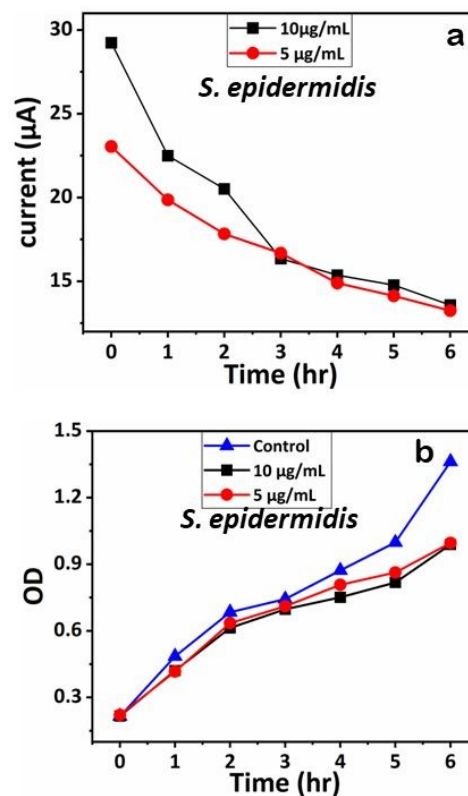 a
10µg/mL
5 µg/mL
S. epidermidis
current (µA)
30
25
20
15
0 1 2 3 4 5 6
Time (hr)
b
Control
10 µg/mL
5 µg/mL
S. epidermidis
OD
1.5
1.2
0.9
0.6
0.3
0 1 2 3 4 5 6
Time (hr)